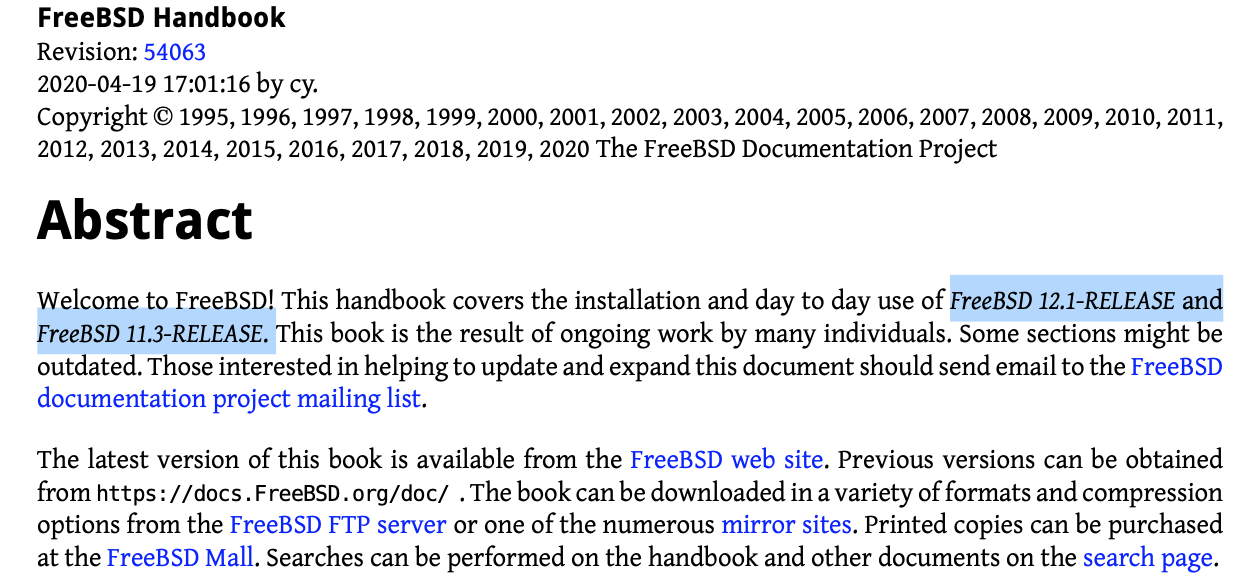 FreeBSD Handbook
Revision: 54063
2020-04-19 17:01:16 by cy.
Copyright © 1995, 1996, 1997, 1998, 1999, 2000, 2001, 2002, 2003, 2004, 2005, 2006, 2007, 2008, 2009, 2010, 2011,
2012, 2013, 2014, 2015, 2016, 2017, 2018, 2019, 2020 The FreeBSD Documentation Project
Abstract
Welcome to FreeBSD! This handbook covers the installation and day to day use of FreeBSD 12.1-RELEASE and
FreeBSD 11.3-RELEASE. This book is the result of ongoing work by many individuals. Some sections might be
outdated. Those interested in helping to update and expand this document should send email to the FreeBSD
documentation project mailing list.
The latest version of this book is available from the FreeBSD web site. Previous versions can be obtained
from https://docs.FreeBSD.org/doc/ . The book can be downloaded in a variety of formats and compression
options from the FreeBSD FTP server or one of the numerous mirror sites. Printed copies can be purchased
at the FreeBSD Mall. Searches can be performed on the handbook and other documents on the search page.